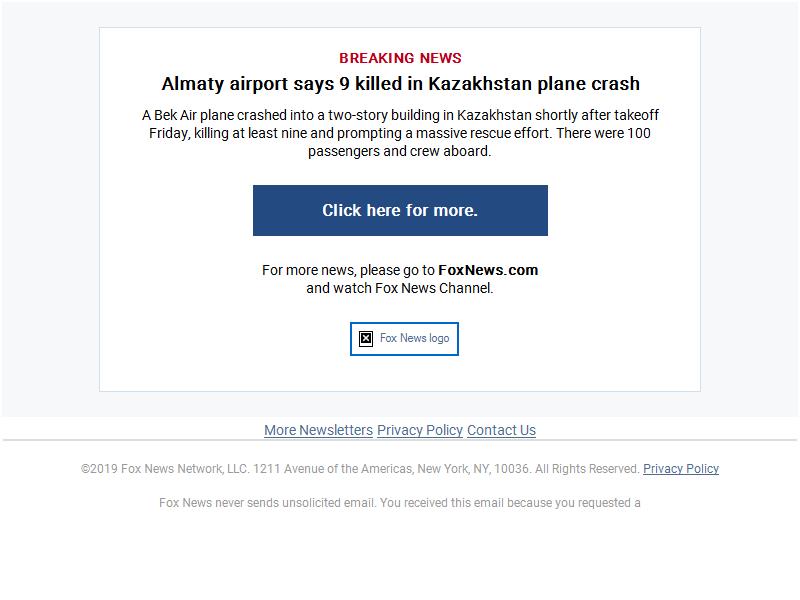 BREAKING NEWS
Almaty airport says 9 killed in Kazakhstan plane crash
A Bek Air plane crashed into a two-story building in Kazakhstan shortly after takeoff
Friday, killing at least nine and prompting a massive rescue effort. There were 100
passengers and crew aboard.
Click here for more.
For more news, please go to FoxNews.com
and watch Fox News Channel.
Fox News logo
More Newsletters Privacy Policy Contact Us
©2019 Fox News Network, LLC. 1211 Avenue of the Americas, New York, NY, 10036. All Rights Reserved. Privacy Policy
Fox News never sends unsolicited email. You received this email because you requested a